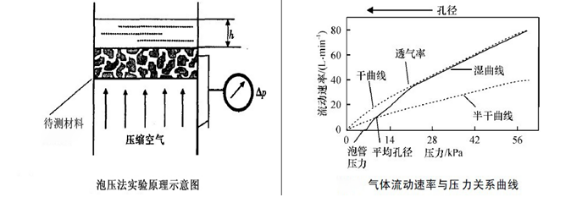 h
Δp
待测材料
压缩空气
泡压法实验原理示意图
孔径
流动速率/(L·min⁻¹)
80
60
40
20
0
干曲线
透气率
湿曲线
半干曲线
14
28
42
56
泡管
压力
平均孔径
压力/kPa
气体流动速率与压力关系曲线